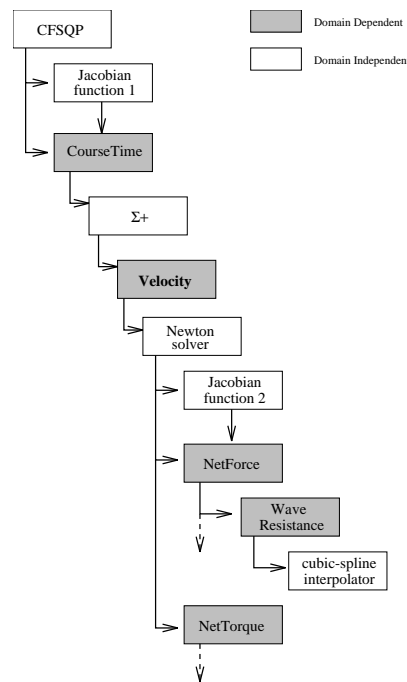 CFSQP
Domain Dependent
Domain Independen
Jacobian
function 1
CourseTime
Σ+
Velocity
Newton
solver
Jacobian
function 2
NetForce
Wave
Resistance
cubic-spline
interpolator
NetTorque